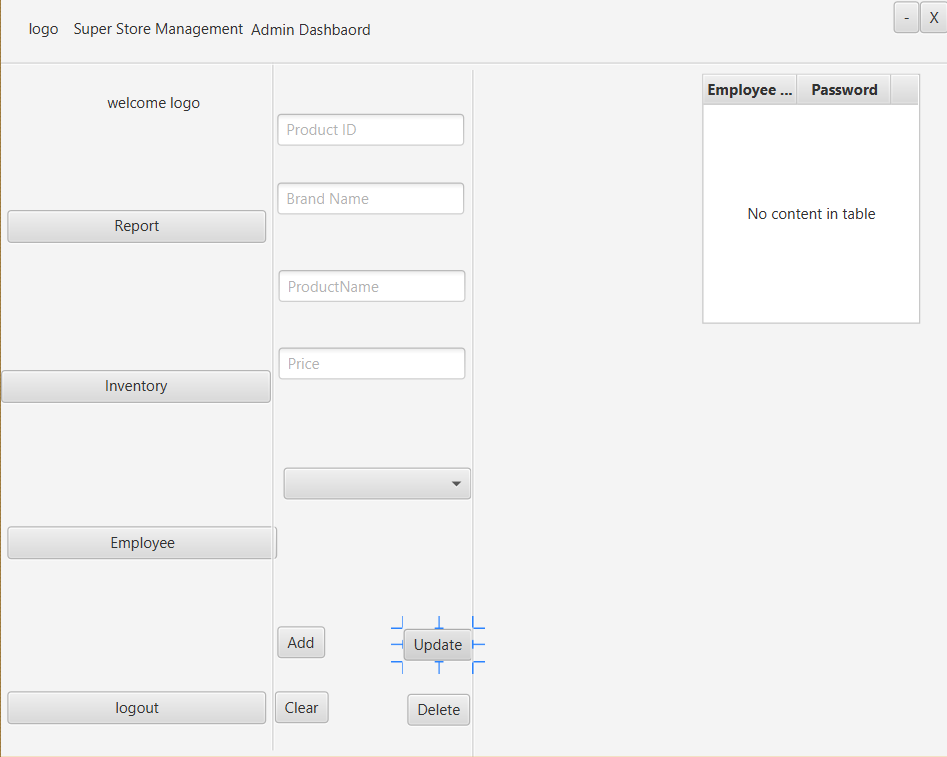 logo Super Store Management Admin Dashbaord
- X
welcome logo
Report
Inventory
Employee
logout
Product ID
Brand Name
ProductName
Price
Add
Update
Clear
Delete
Employee ... Password
No content in table